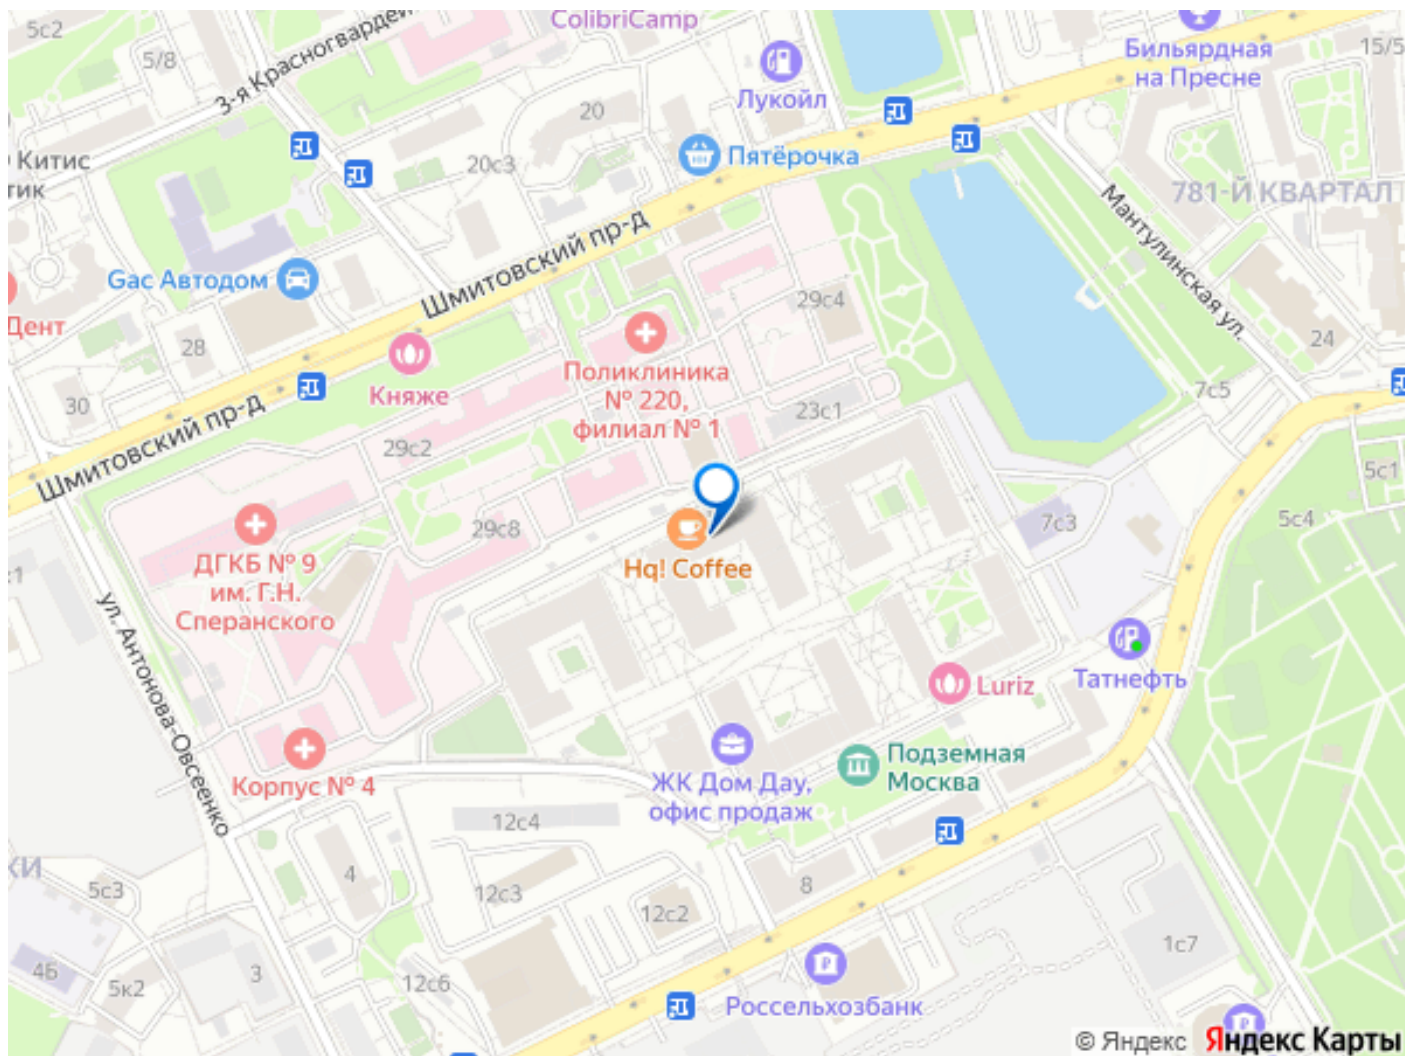 5с2
ColibriCamp
5/8
3-я Красногвардей
Лукойл
Бильярдная
на Пресне
15/5
20
20с3
Пятёрочка
Китис
тик
781-Й КВАРТАЛ
Мантулинская ул.
Gac Автодом
Шмитовский пр-д
29с4
Дент
28
24
Княже
Поликлиника
№ 220,
филиал № 1
30
7с5
23с1
Шмитовский пр-д
29с2
5с1
29с8
7с3
5с4
ДГКБ № 9
им. Г.Н.
Сперанского
Hq! Coffee
ул. Антонова-Овсеенко
Татнефть
Luriz
Корпус № 4
ЖК Дом Дау,
офис продаж
Подземная
Москва
12с4
КИ
4
5с3
12с3
8
12с2
1с7
4Б
5к2
3
12с6
Россельхозбанк
© Яндекс Яндекс Карты